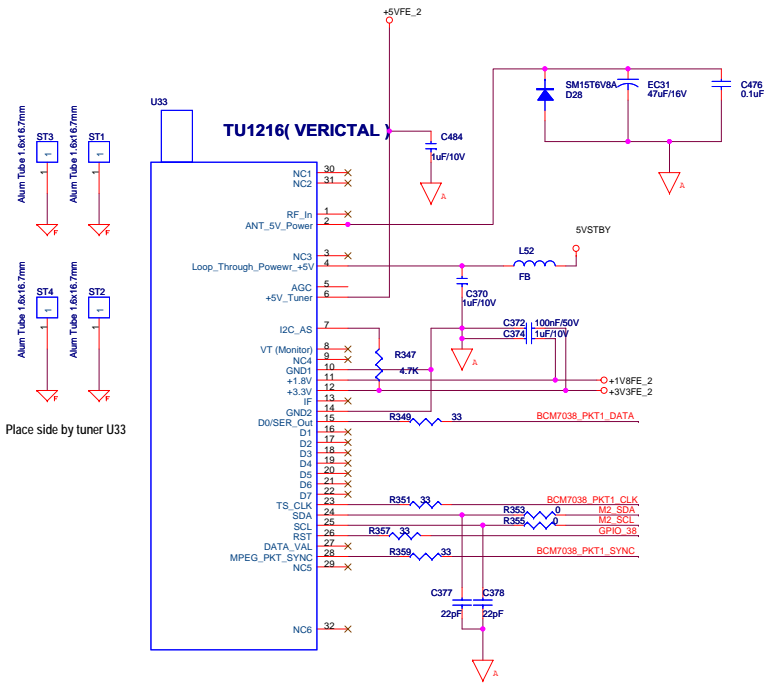 +5VFE_2
U33
TU1216( VERICTAL )
SM15T6V8A
D28
EC31
47uF/16V
C476
0.1uF
A
C484
1uF/10V
A
ST3
1
1
Alum Tube 1.6x16.7mm
F
ST1
1
1
Alum Tube 1.6x16.7mm
F
ST4
1
1
Alum Tube 1.6x16.7mm
F
ST2
1
1
Alum Tube 1.6x16.7mm
F
Place side by tuner U33
NC1 30
NC2 31
RF_In 1
ANT_5V_Power 2
NC3 3
Loop_Through_Powewr_+5V 4
AGC 5
+5V_Tuner 6
I2C_AS 7
VT (Monitor) 8
NC4 9
GND1 10
+1.8V 11
+3.3V 12
IF 13
GND2 14
D0/SER_Out 15
D1 16
D2 17
D3 18
D4 19
D5 20
D6 21
D7 22
TS_CLK 23
SDA 24
SCL 25
RST 26
DATA_VAL 27
MPEG_PKT_SYNC 28
NC5 29
NC6 32
5VSTBY
L52
FB
C370
1uF/10V
C372 100nF/50V
C374 1uF/10V
A
R347
4.7K
+1V8FE_2
+3V3FE_2
R349 33 BCM7038_PKT1_DATA
R351 33 BCM7038_PKT1_CLK
R353 0 M2_SDA
R355 0 M2_SCL
R357 33 GPIO_38
R359 33 BCM7038_PKT1_SYNC
C377 C378
22pF 22pF
A